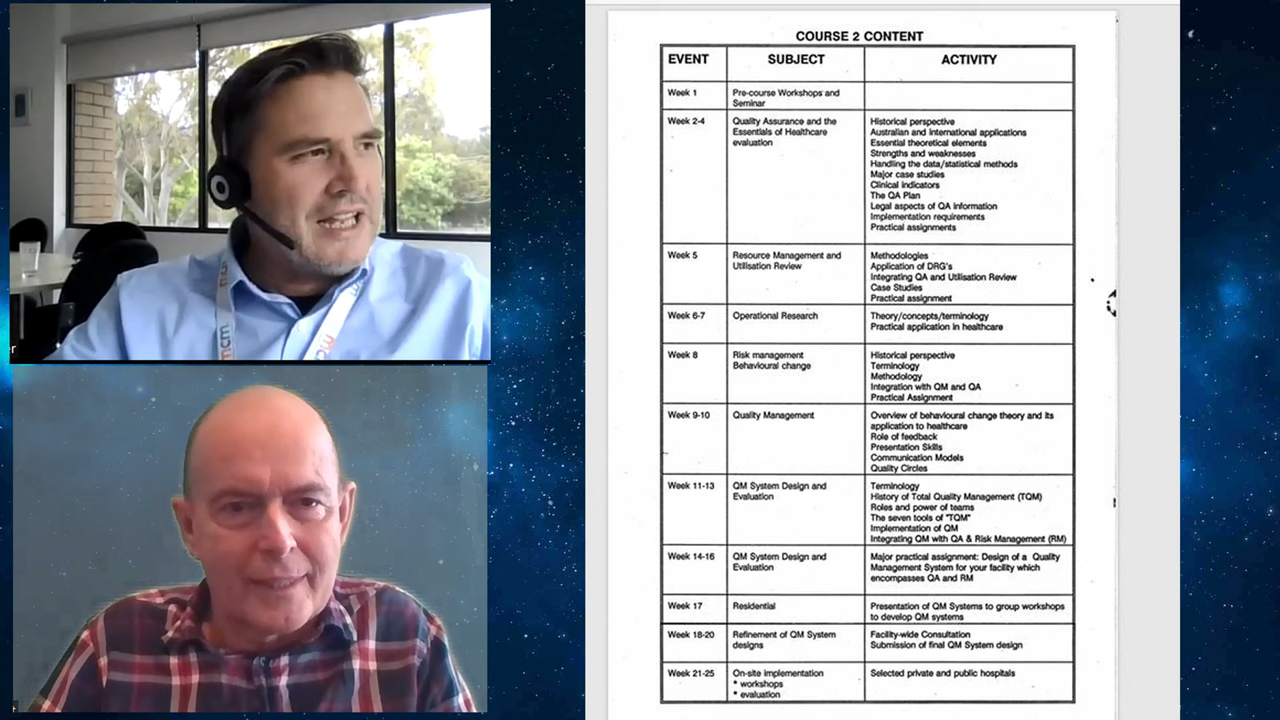 COURSE 2 CONTENT
EVENT SUBJECT ACTIVITY
Week 1 Pre-course Workshops and
Seminar
Week 2-4 Quality Assurance and the Historical perspective
Essentials of Healthcare Australian and international applications
evaluation Essential theoretical elements
Strengths and weaknesses
Handling the data/statistical methods
Major case studies
Clinical indicators
The QA Plan
Legal aspects of QA information
Implementation requirements
Practical assignments
Week 5 Resource Management and Methodologies
Utilisation Review Application of DRG's
Integrating QA and Utilisation Review
Case Studies
Practical assignment
Week 6-7 Operational Research Theory/concepts/terminology
Practical application in healthcare
Week 8 Risk management Historical perspective
Behavioural change Terminology
Methodology
Integration with QM and QA
Practical Assignment
Week 9-10 Quality Management Overview of behavioural change theory and its
application to healthcare
Role of feedback
Presentation Skills
Communication Models
Quality Circles
Week 11-13 QM System Design and Terminology
Evaluation History of Total Quality Management (TQM)
Roles and power of teams
The seven tools of "TQM"
Implementation of QM
Integrating QM with QA & Risk Management (RM)
Week 14-16 QM System Design and Major practical assignment: Design of a Quality
Evaluation Management System for your facility which
encompasses QA and RM
Week 17 Residential Presentation of QM Systems to group workshops
to develop QM systems
Week 18-20 Refinement of QM System Facility-wide Consultation
designs Submission of final QM System design
Week 21-25 On-site implementation Selected private and public hospitals
* workshops
* evaluation